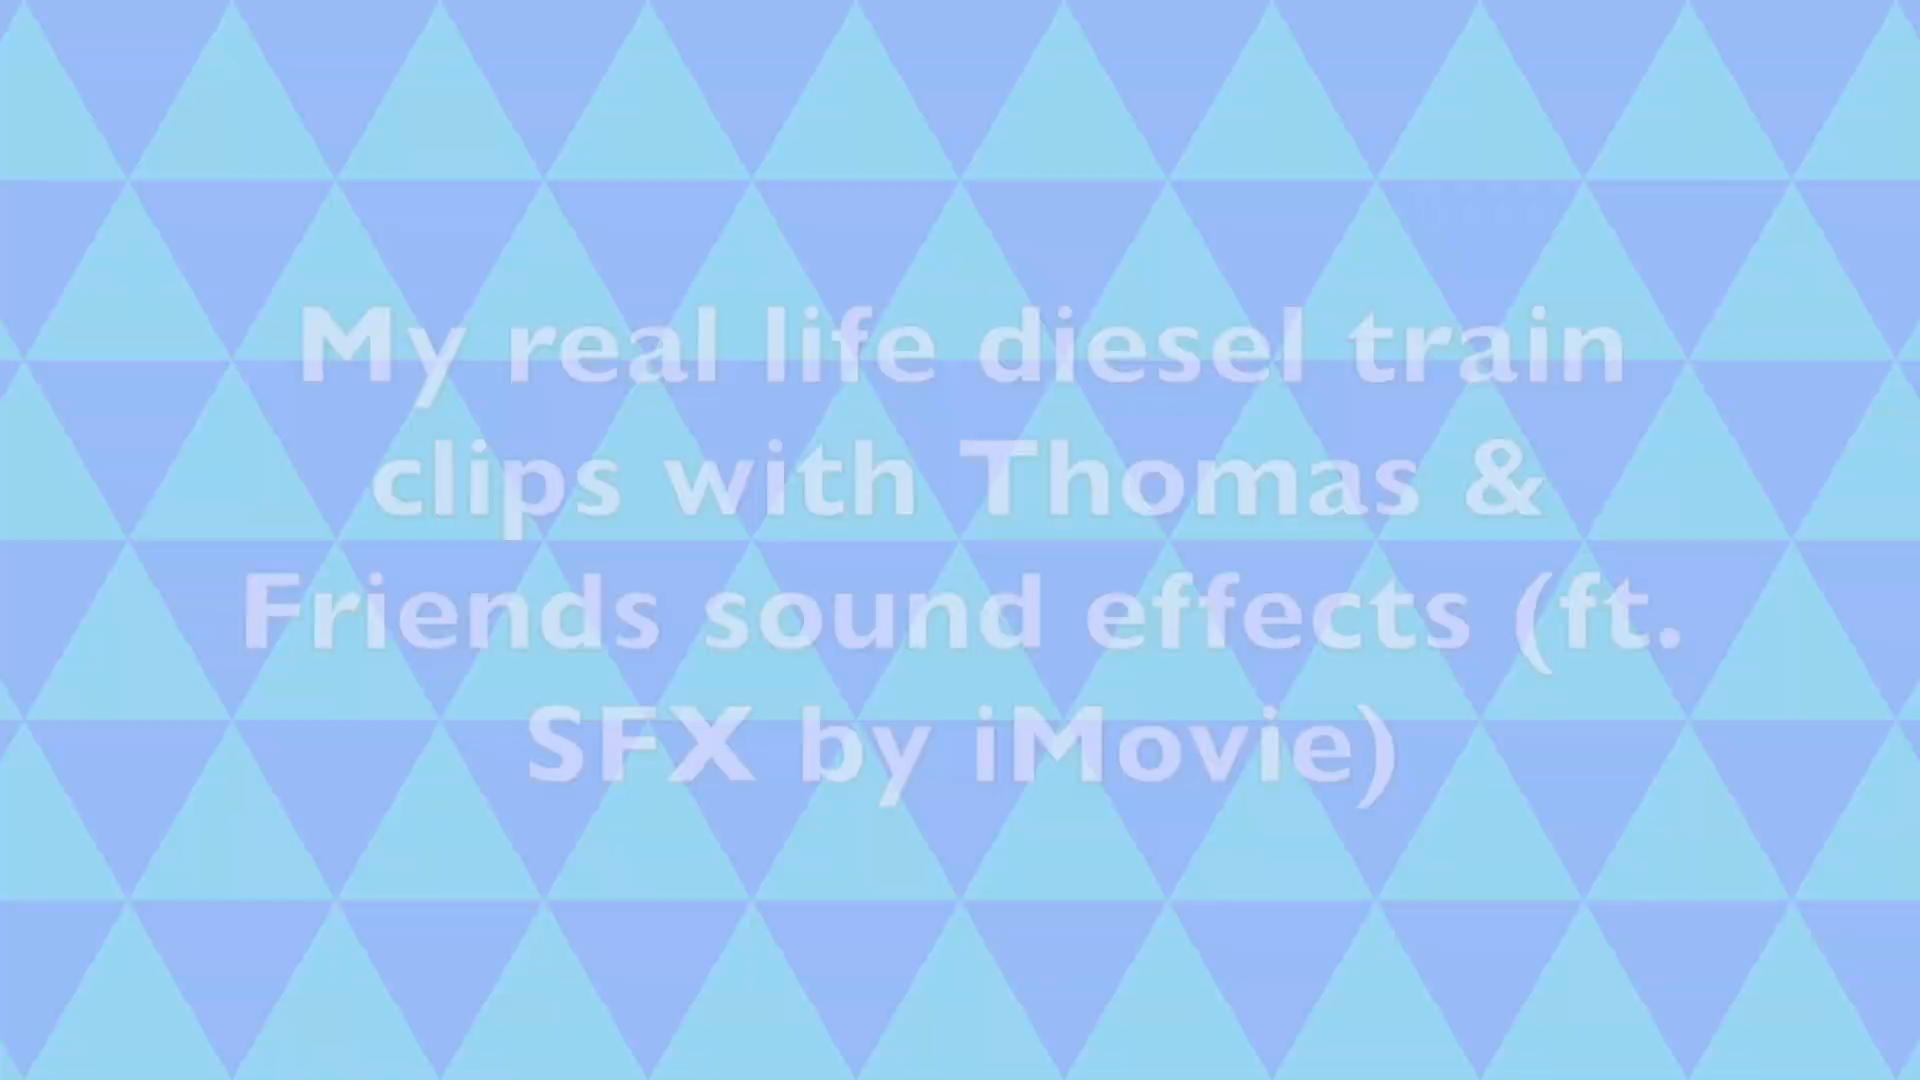 My real life diesel train
clips with Thomas &
Friends sound effects (ft.
SFX by iMovie)